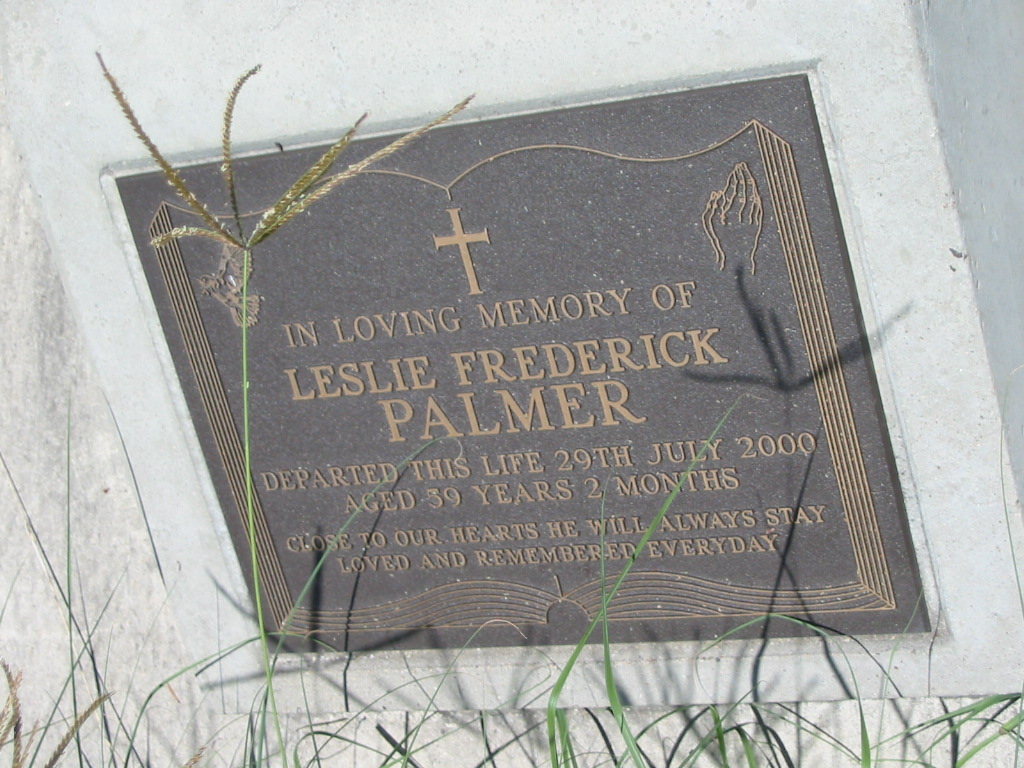 IN LOVING MEMORY OF
LESLIE FREDERICK
PALMER
DEPARTED THIS LIFE 29TH JULY 2000
AGED 59 YEARS 2 MONTHS
CLOSE TO OUR HEARTS HE WILL ALWAYS STAY
LOVED AND REMEMBERED EVERYDAY